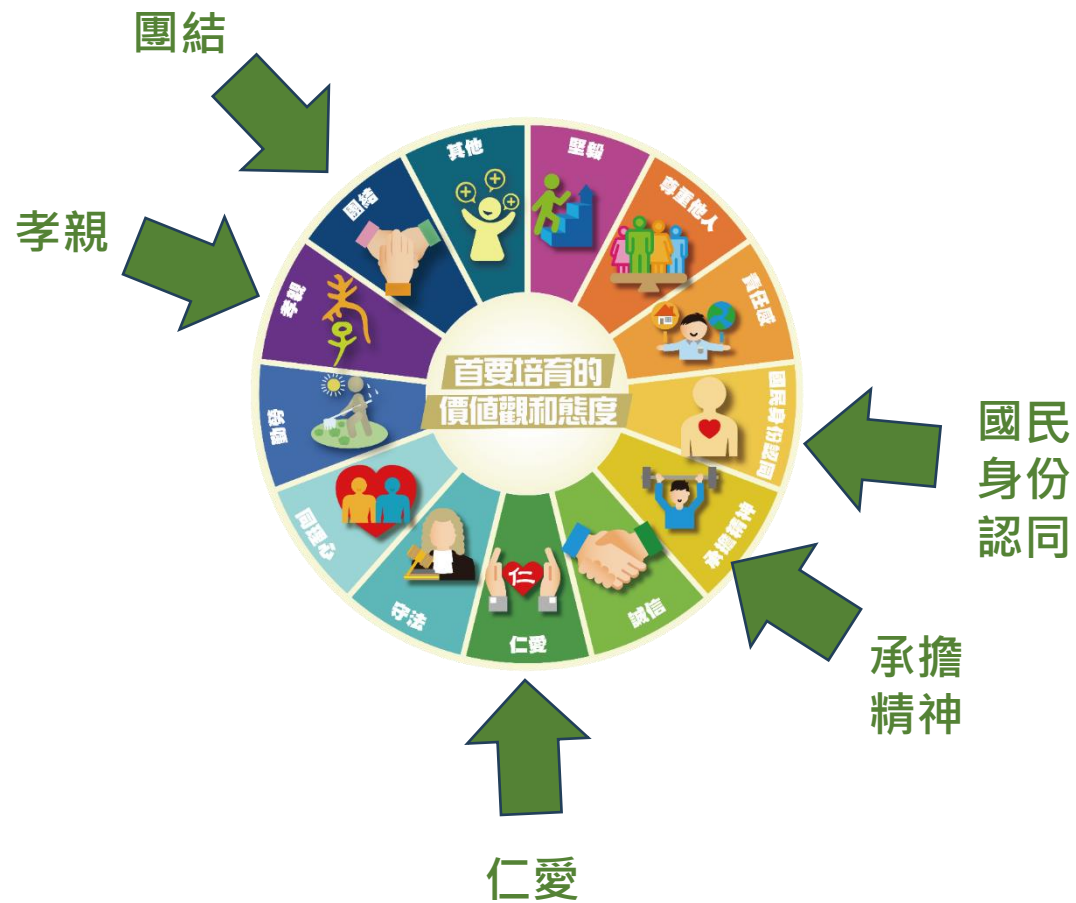 團結
孝親
國民
身份
認同
承擔
精神
仁愛
首要培育的
價值觀和態度
其他
堅毅
尊重他人
責任感
國民身份認同
承擔精神
誠信
仁愛
仁
守法
同理心
勤勞
孝親
團結